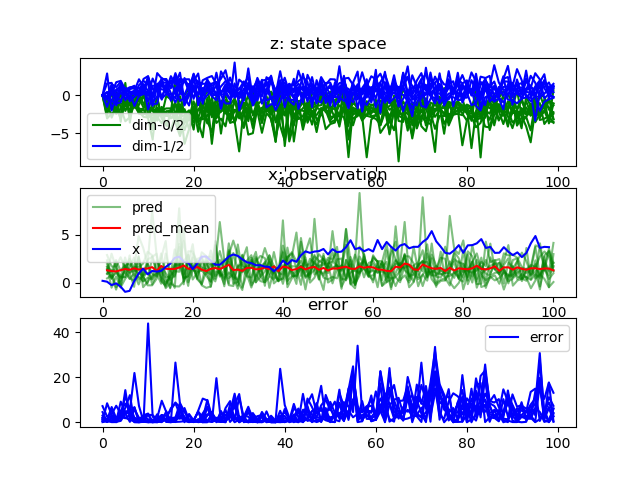 z: state space
0
−5
dim-0/2
dim-1/2
0 20 40 60 80 100
x: observation
5
0
pred
pred_mean
x
0 20 40 60 80 100
error
40
20
0
error
0 20 40 60 80 100